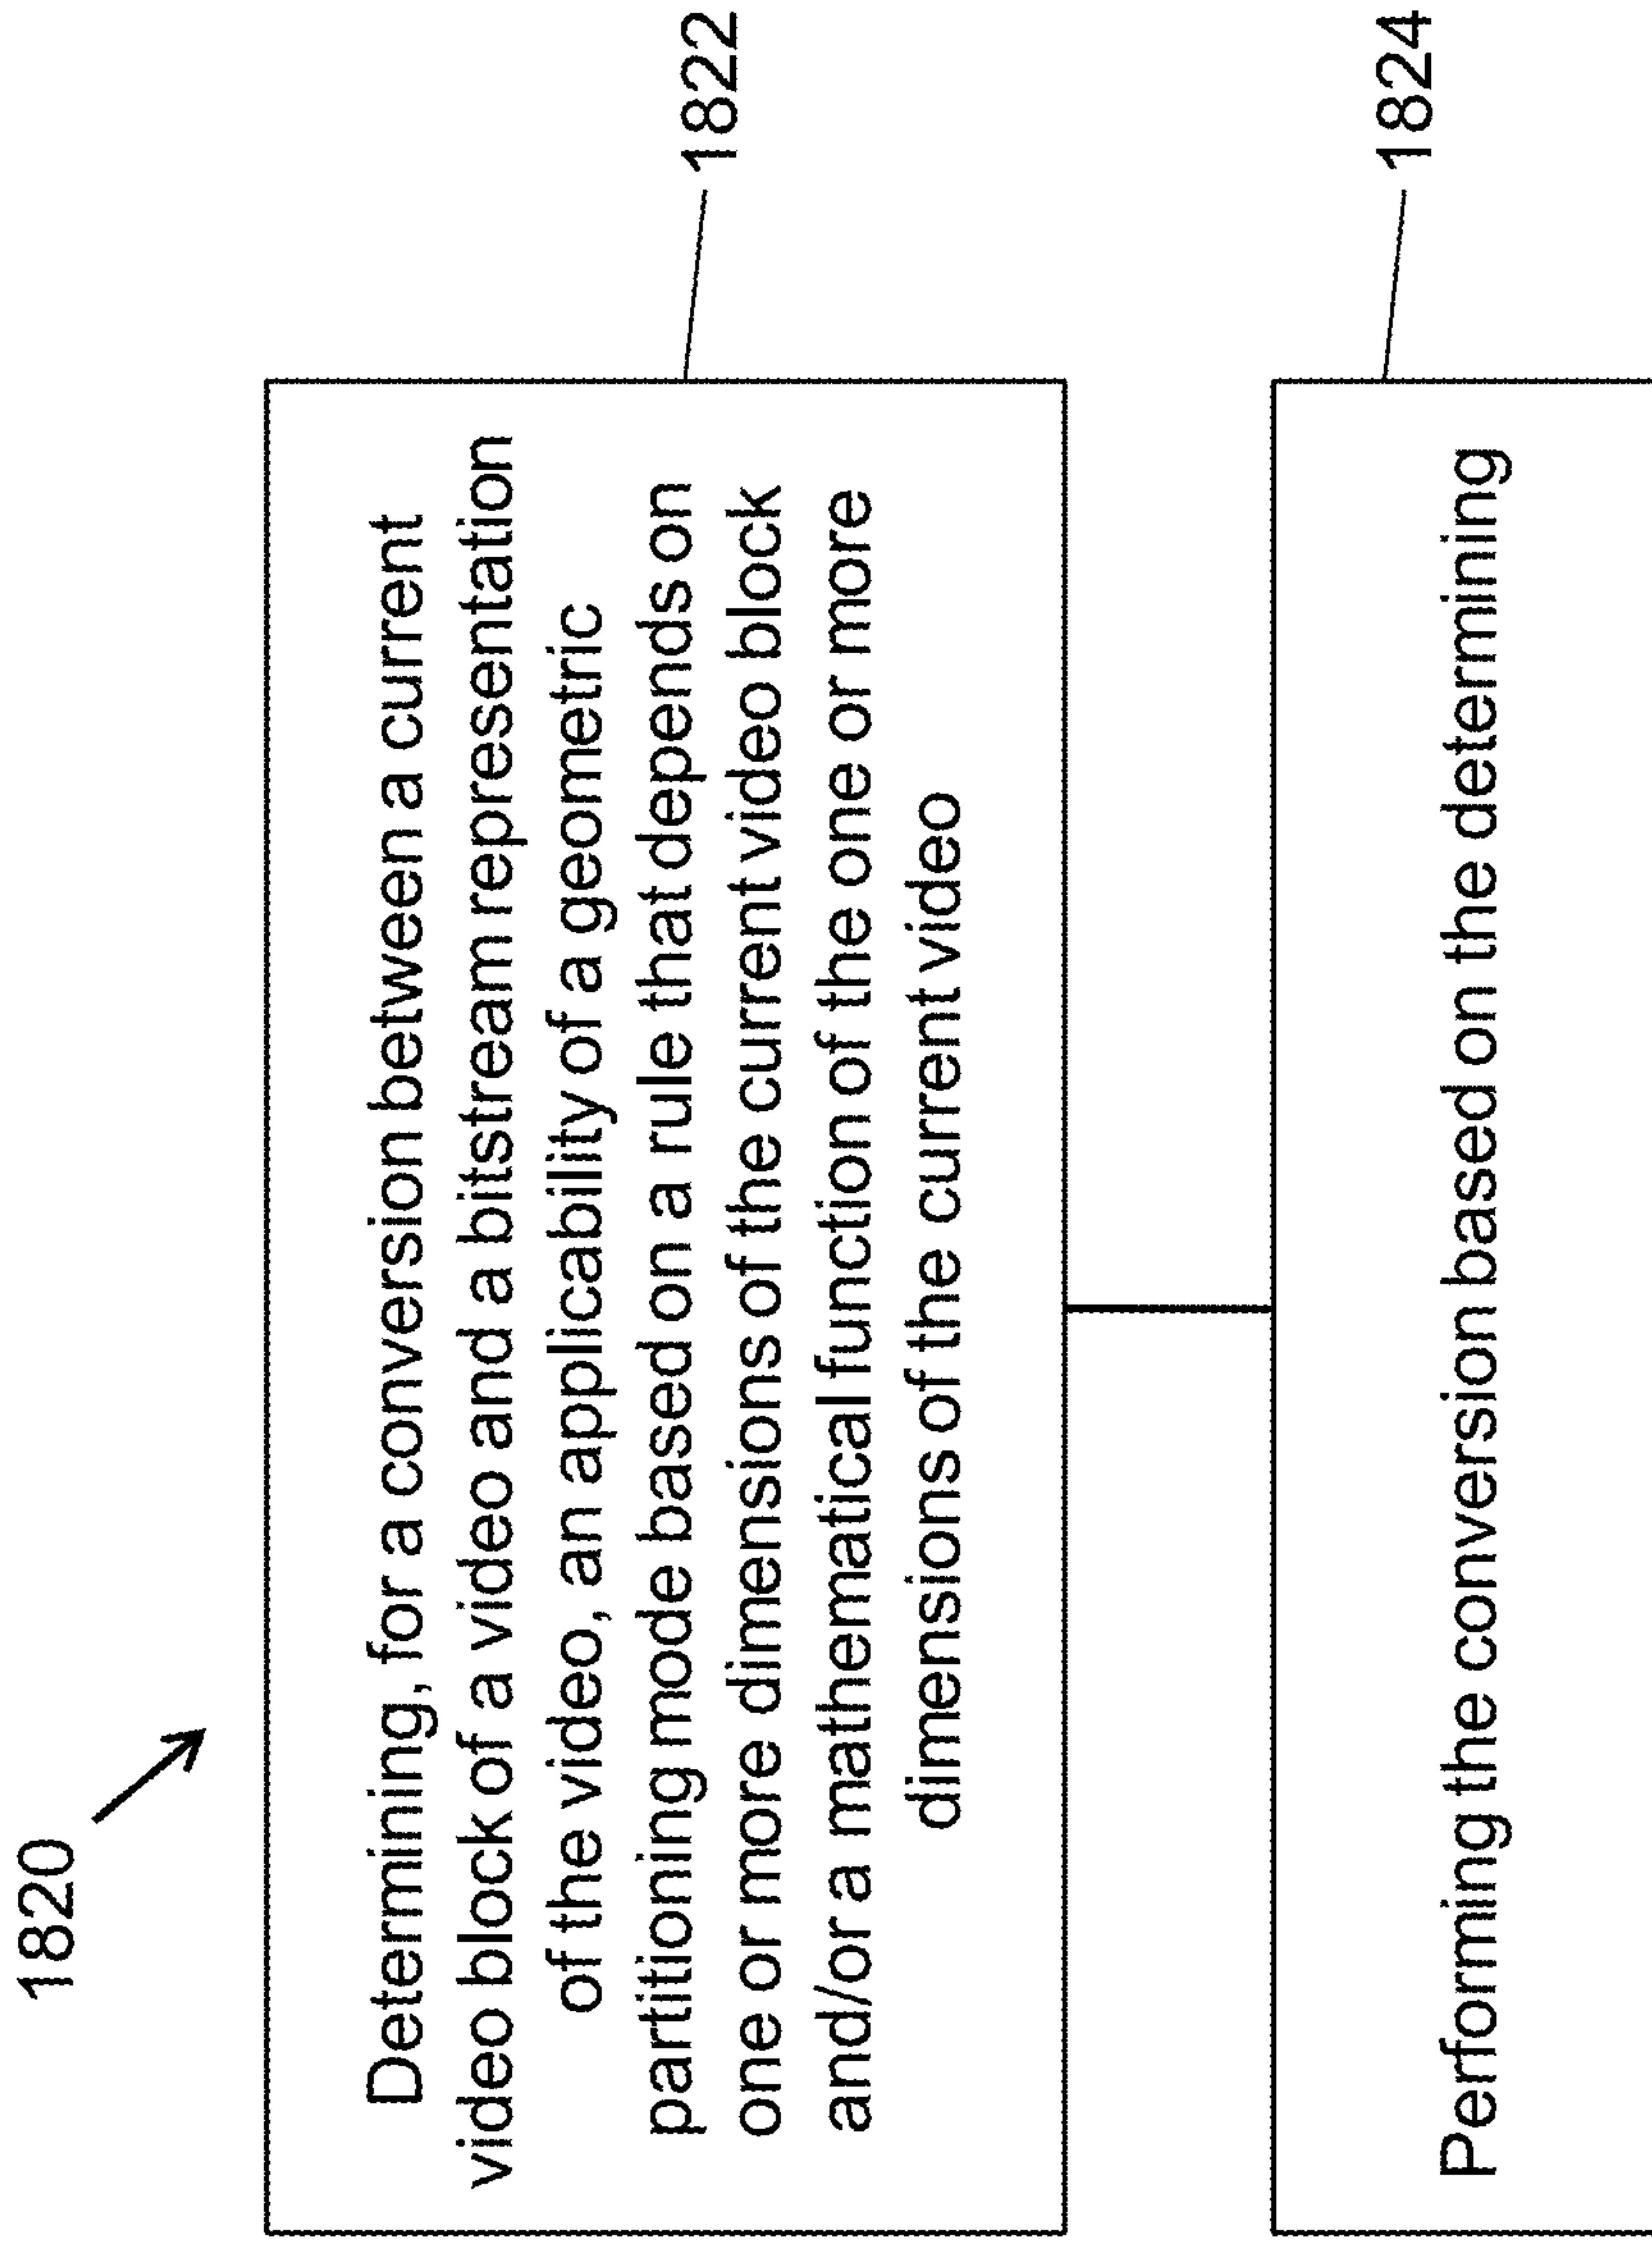 1820
Determining, for a conversion between a current
video block of a video and a bitstream representation
of the video, an applicability of a geometric
partitioning mode based on a rule that depends on
one or more dimensions of the current video block
and/or a mathematical function of the one or more
dimensions of the current video
1822
Performing the conversion based on the determining
1824